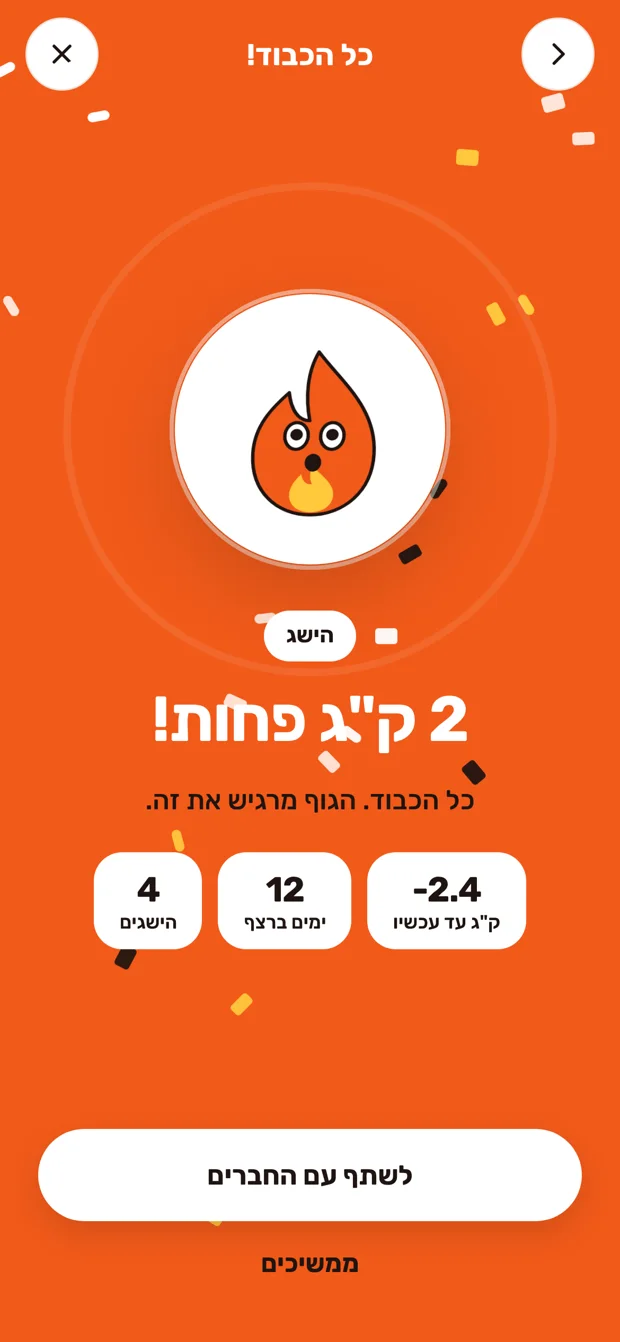 כל הכבוד!
הישג
2 ק"ג פחות!
כל הכבוד. הגוף מרגיש את זה.
-2.4
ק"ג עד עכשיו
12
ימים ברצף
4
הישגים
לשתף עם החברים
ממשיכים